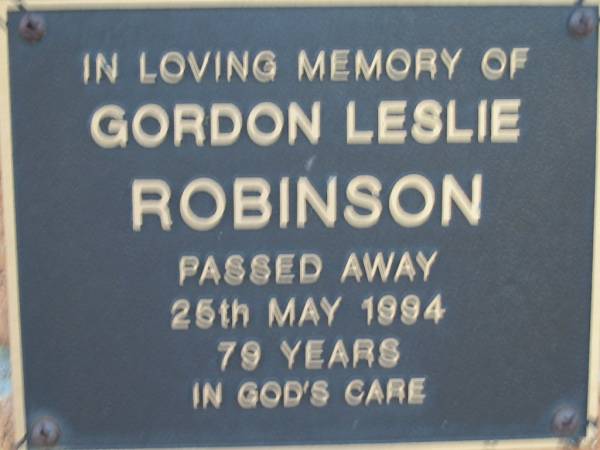 IN LOVING MEMORY OF
GORDON LESLIE
ROBINSON
PASSED AWAY
25th MAY 1994
79 YEARS
IN GOD'S CARE